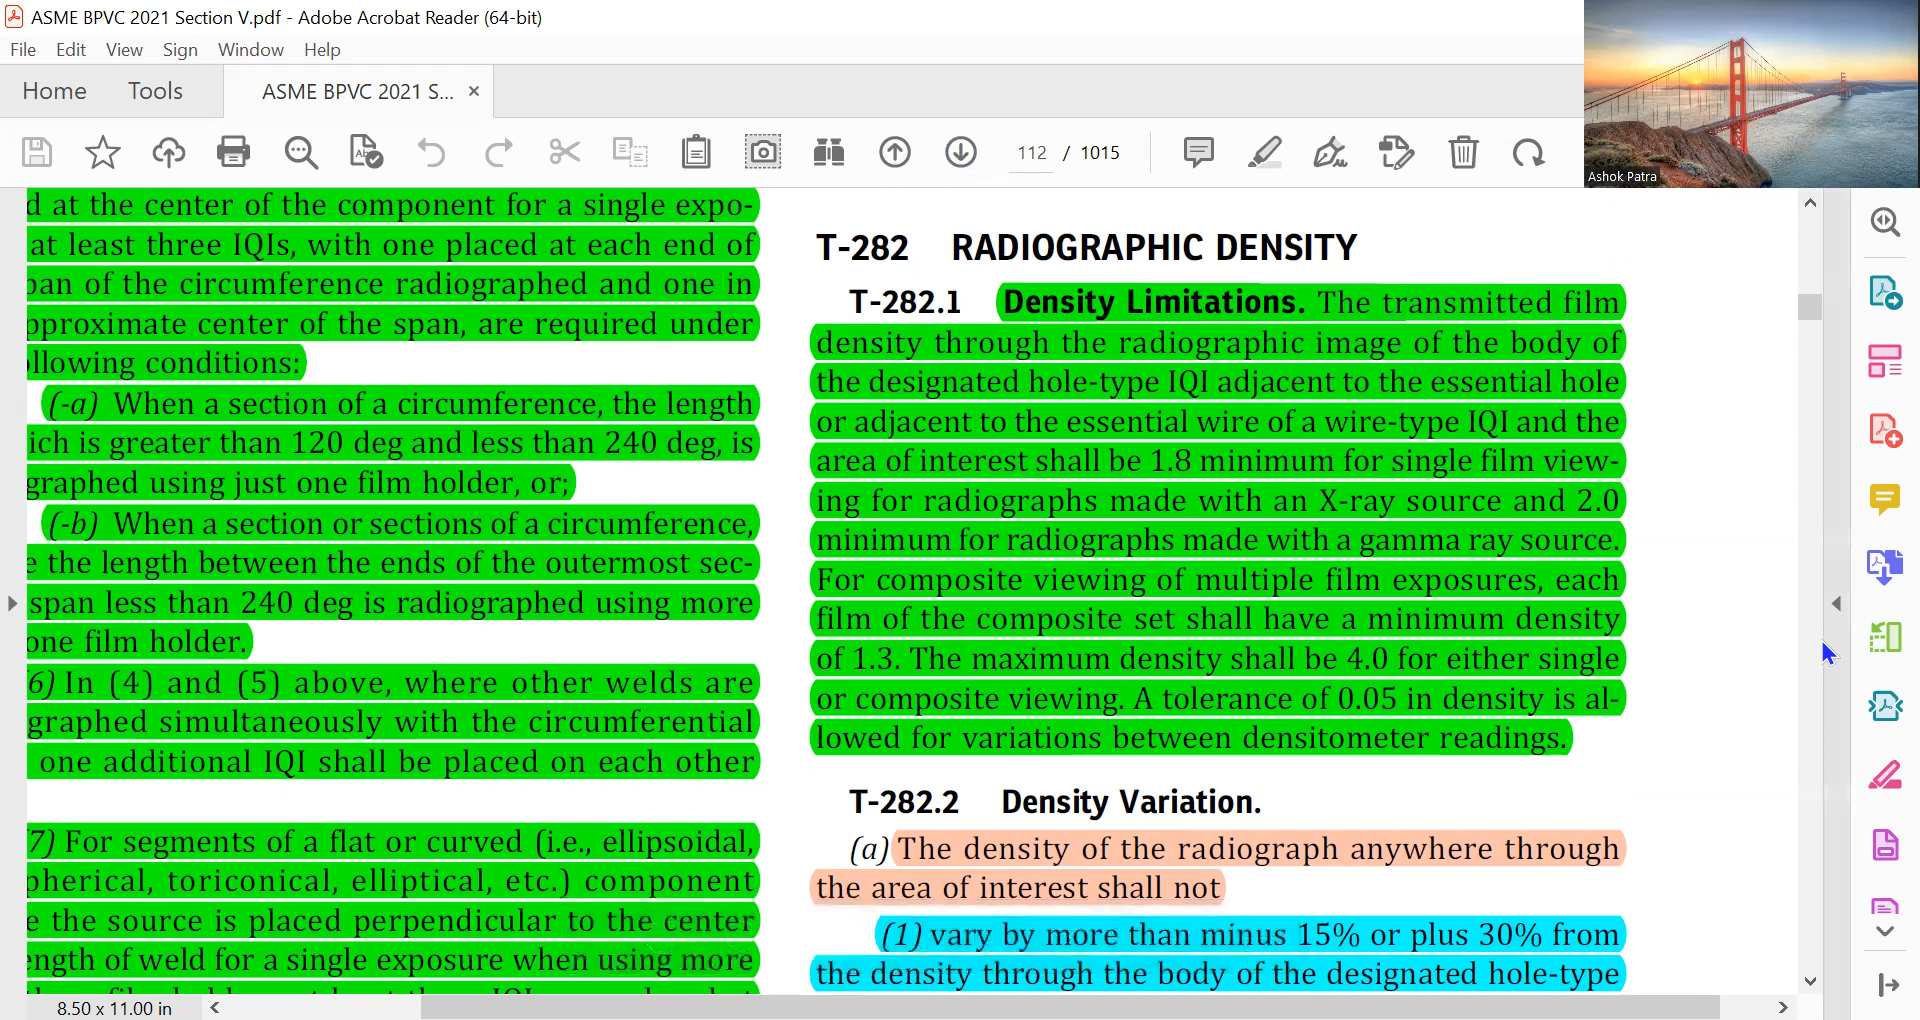 ASME BPVC 2021 Section V.pdf - Adobe Acrobat Reader (64-bit)
File Edit View Sign Window Help
Home Tools ASME BPVC 2021 S... ×
112 / 1015
Ashok Patra
d at the center of the component for a single expo-
at least three IQIs, with one placed at each end of
pan of the circumference radiographed and one in
pproximate center of the span, are required under
llowing conditions:
(-a) When a section of a circumference, the length
ich is greater than 120 deg and less than 240 deg, is
graphed using just one film holder, or;
(-b) When a section or sections of a circumference,
e the length between the ends of the outermost sec-
span less than 240 deg is radiographed using more
one film holder.
6) In (4) and (5) above, where other welds are
graphed simultaneously with the circumferential
one additional IQI shall be placed on each other
7) For segments of a flat or curved (i.e., ellipsoidal,
pherical, toriconical, elliptical, etc.) component
e the source is placed perpendicular to the center
ength of weld for a single exposure when using more
T-282 RADIOGRAPHIC DENSITY
T-282.1 Density Limitations. The transmitted film
density through the radiographic image of the body of
the designated hole-type IQI adjacent to the essential hole
or adjacent to the essential wire of a wire-type IQI and the
area of interest shall be 1.8 minimum for single film view-
ing for radiographs made with an X-ray source and 2.0
minimum for radiographs made with a gamma ray source.
For composite viewing of multiple film exposures, each
film of the composite set shall have a minimum density
of 1.3. The maximum density shall be 4.0 for either single
or composite viewing. A tolerance of 0.05 in density is al-
lowed for variations between densitometer readings.
T-282.2 Density Variation.
(a) The density of the radiograph anywhere through
the area of interest shall not
(1) vary by more than minus 15% or plus 30% from
the density through the body of the designated hole-type
8.50 x 11.00 in